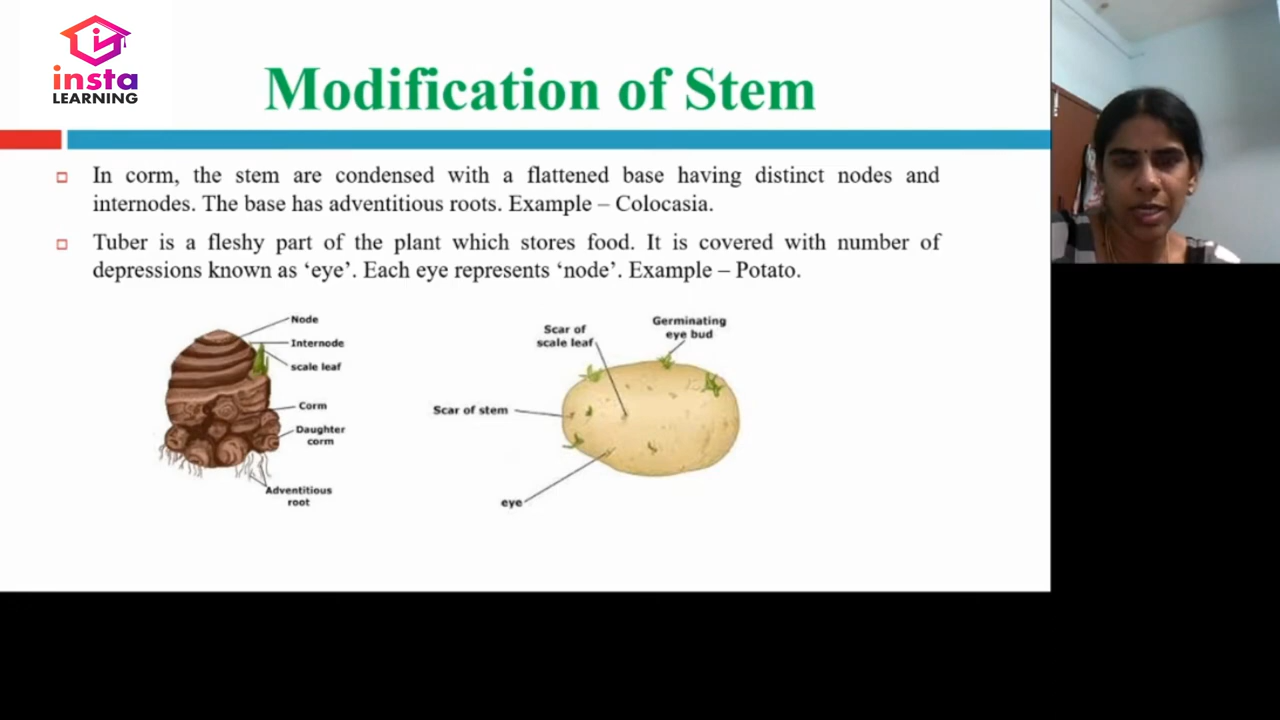 insta
LEARNING
Modification of Stem
In corm, the stem are condensed with a flattened base having distinct nodes and
internodes. The base has adventitious roots. Example – Colocasia.
Tuber is a fleshy part of the plant which stores food. It is covered with number of
depressions known as ‘eye’. Each eye represents ‘node’. Example – Potato.
Node
Internode
scale leaf
Corm
Daughter
corm
Adventitious
root
Scar of
scale leaf
Germinating
eye bud
Scar of stem
eye